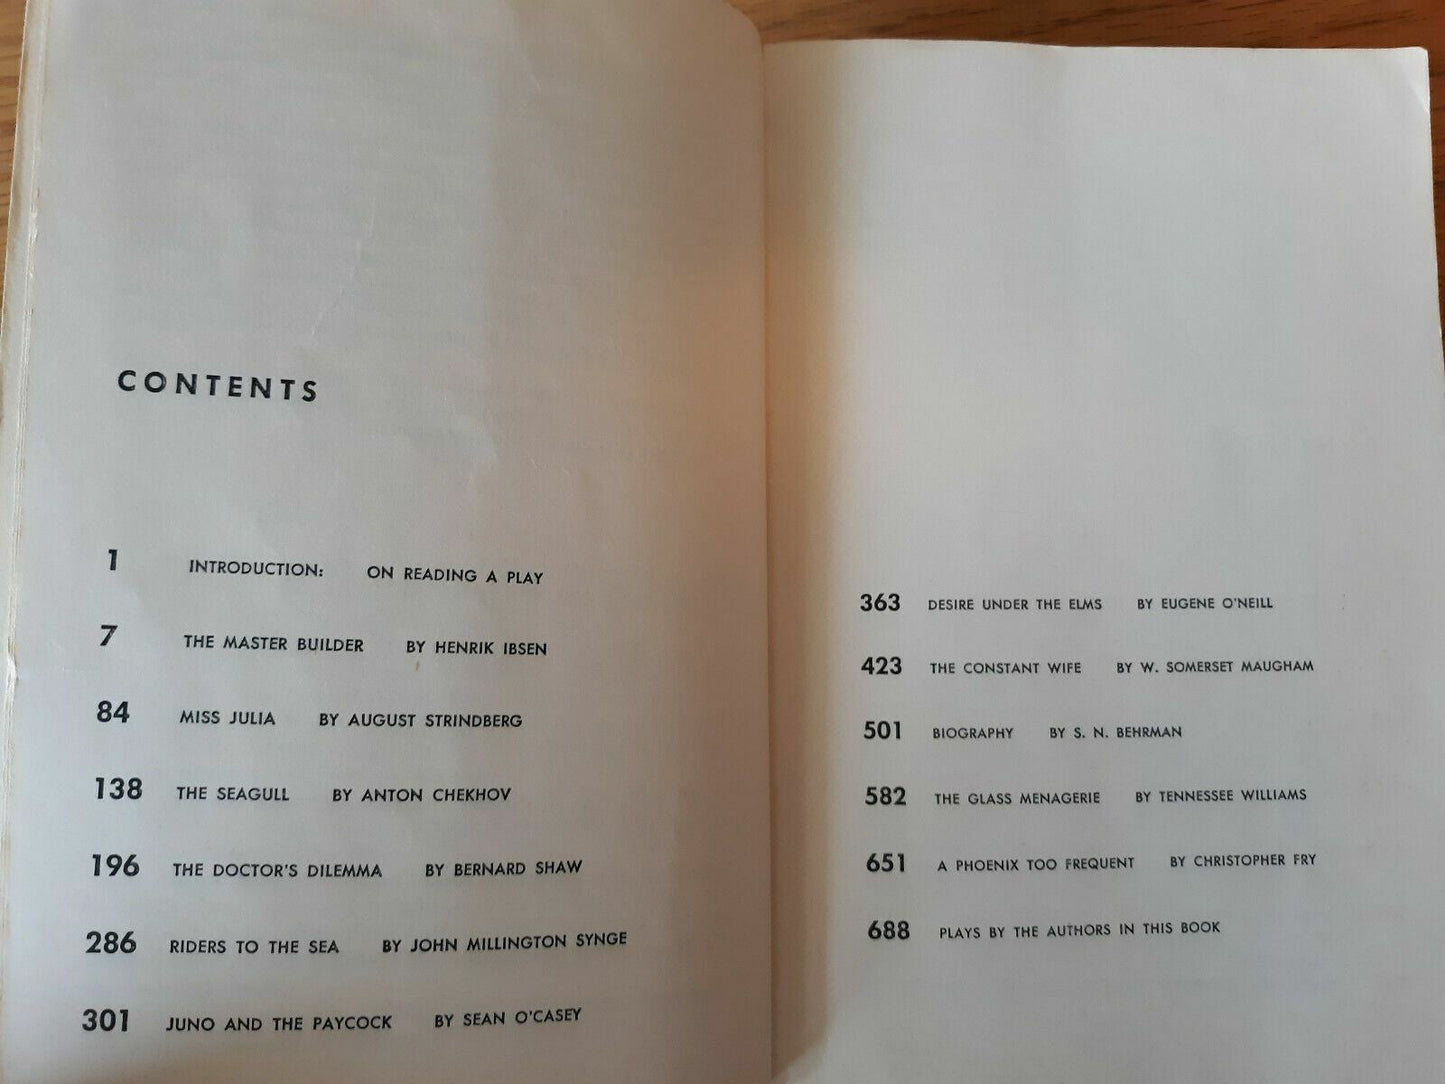 CONTENTS
1 INTRODUCTION: ON READING A PLAY
7 THE MASTER BUILDER BY HENRIK IBSEN
84 MISS JULIA BY AUGUST STRINDBERG
138 THE SEAGULL BY ANTON CHEKHOV
196 THE DOCTOR'S DILEMMA BY BERNARD SHAW
286 RIDERS TO THE SEA BY JOHN MILLINGTON SYNGE
301 JUNO AND THE PAYCOCK BY SEAN O'CASEY
363 DESIRE UNDER THE ELMS BY EUGENE O'NEILL
423 THE CONSTANT WIFE BY W. SOMERSET MAUGHAM
501 BIOGRAPHY BY S. N. BEHRMAN
582 THE GLASS MENAGERIE BY TENNESSEE WILLIAMS
651 A PHOENIX TOO FREQUENT BY CHRISTOPHER FRY
688 PLAYS BY THE AUTHORS IN THIS BOOK